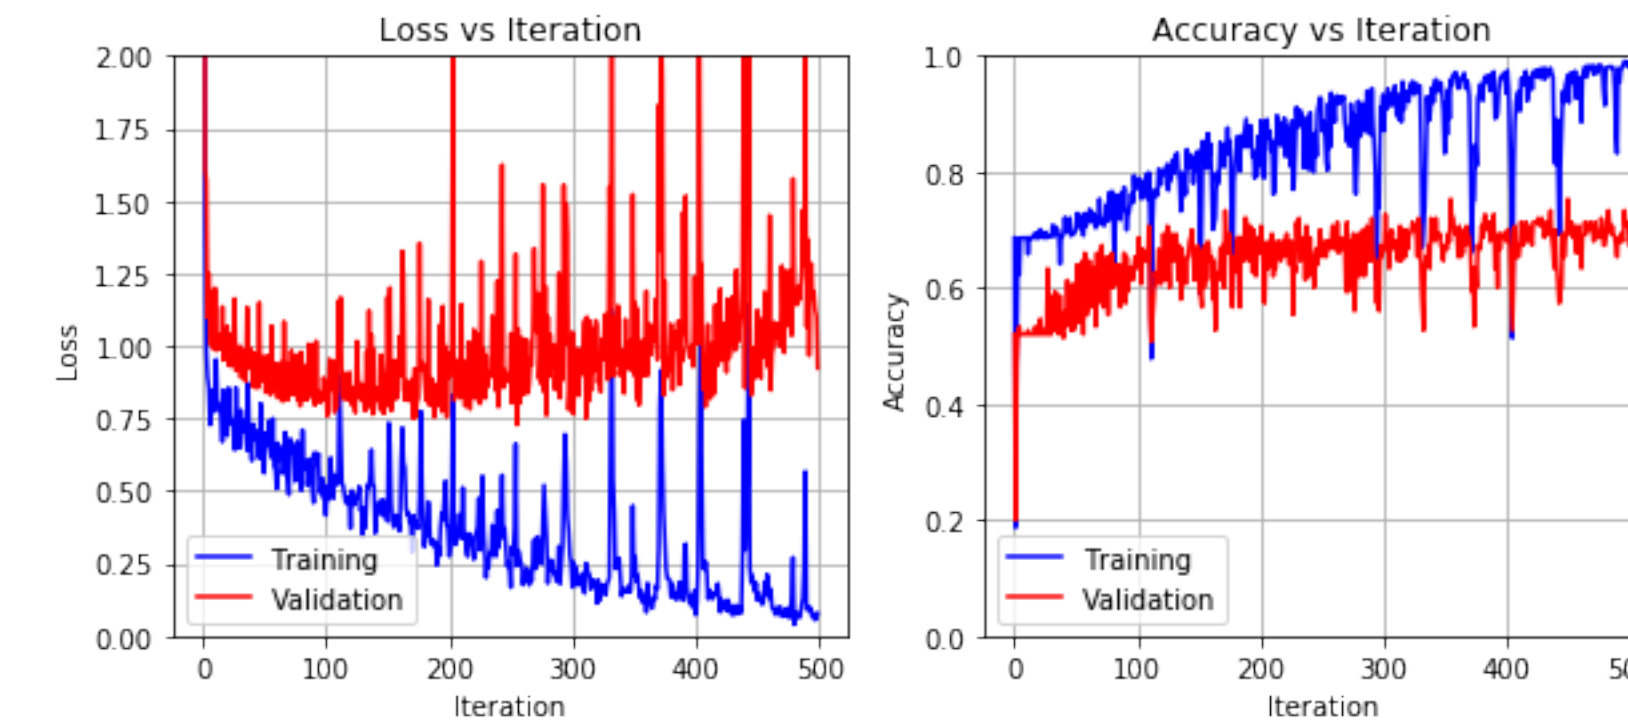 Loss vs Iteration
2.00
1.75
1.50
1.25
1.00
0.75
0.50
0.25
0.00
Loss
Training
Validation
0 100 200 300 400 500
Iteration
Accuracy vs Iteration
1.0
0.8
0.6
0.4
0.2
0.0
Accuracy
Training
Validation
0 100 200 300 400
Iteration